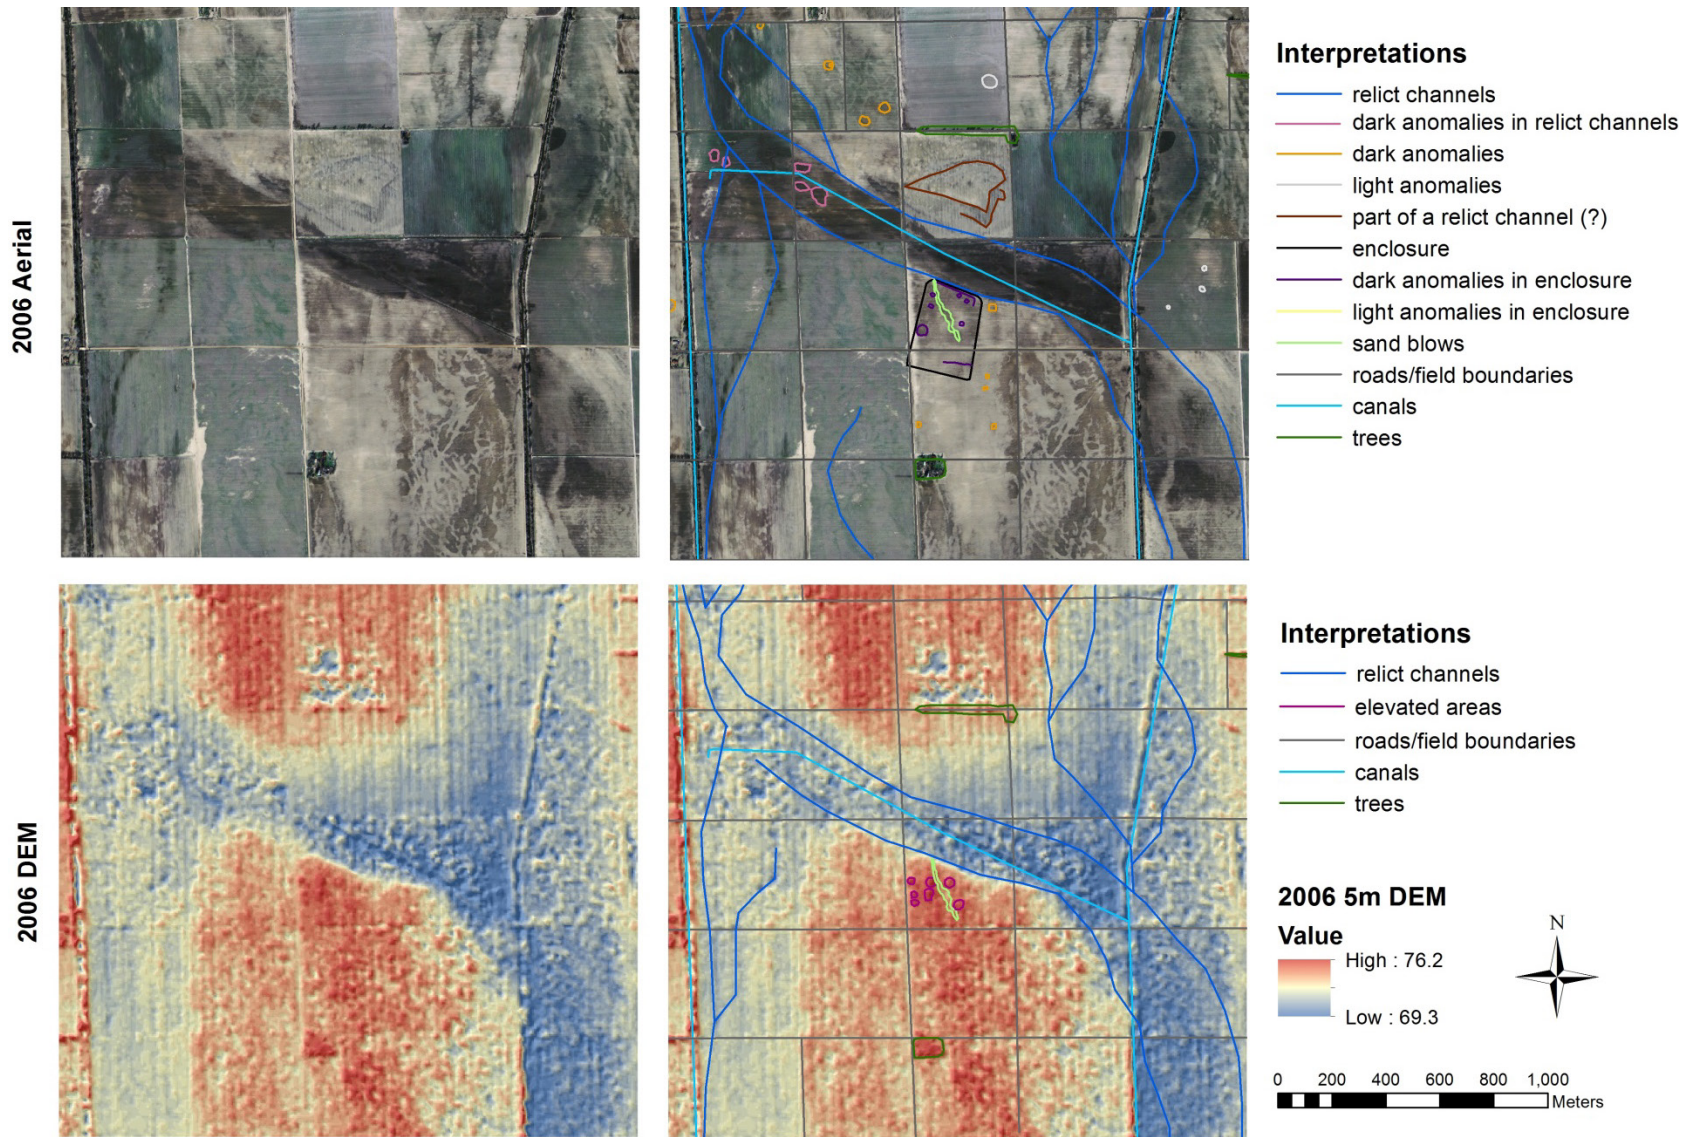 2006 Aerial
Interpretations
relict channels
dark anomalies in relict channels
dark anomalies
light anomalies
part of a relict channel (?)
enclosure
dark anomalies in enclosure
light anomalies in enclosure
sand blows
roads/field boundaries
canals
trees
2006 DEM
Interpretations
relict channels
elevated areas
roads/field boundaries
canals
trees
2006 5m DEM
Value
High : 76.2
Low : 69.3
N
0 200 400 600 800 1,000
Meters